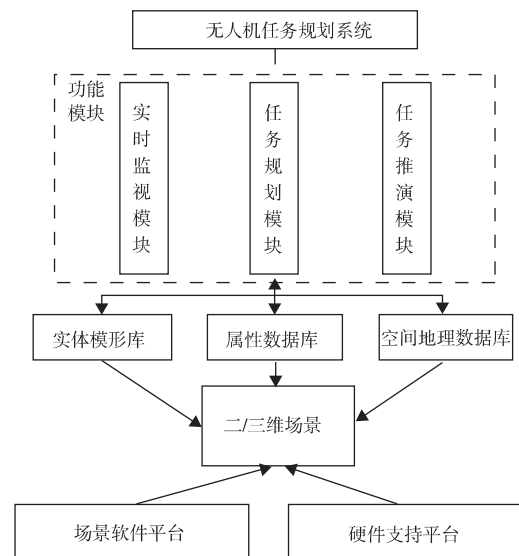 无人机任务规划系统
功能
模块
实时监视模块
任务规划模块
任务推演模块
实体模形库
属性数据库
空间地理数据库
二/三维场景
场景软件平台
硬件支持平台